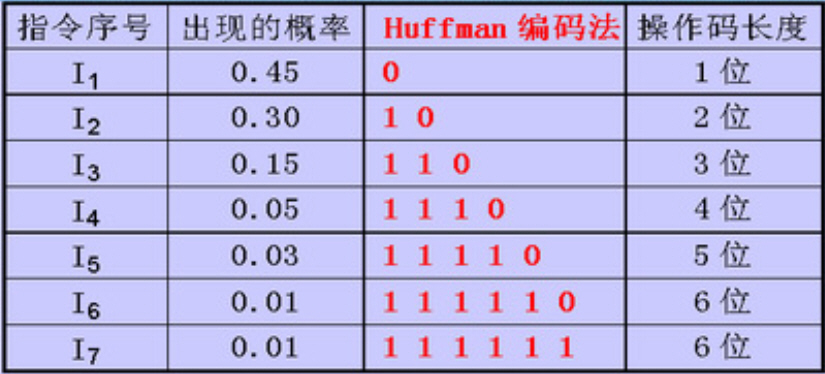 指令序号 出现的概率 Huffman 编码法 操作码长度
I₁ 0.45 0 1位
I₂ 0.30 1 0 2位
I₃ 0.15 1 1 0 3位
I₄ 0.05 1 1 1 0 4位
I₅ 0.03 1 1 1 1 0 5位
I₆ 0.01 1 1 1 1 1 0 6位
I₇ 0.01 1 1 1 1 1 1 6位